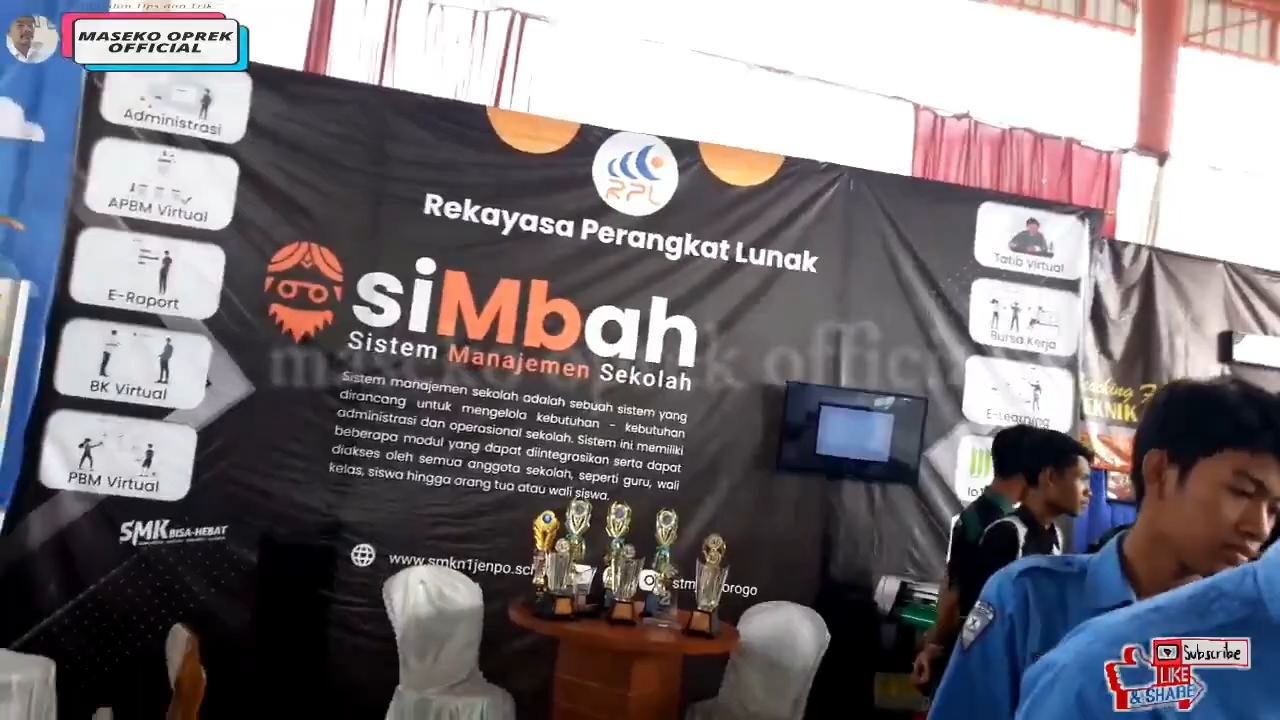 MASEKO OPREK
OFFICIAL
Administrasi
APBM Virtual
E-Raport
BK Virtual
PBM Virtual
SMK BISA-HEBAT
RPL
Rekayasa Perangkat Lunak
siMbah
Sistem Manajemen Sekolah
Sistem manajemen sekolah adalah sebuah sistem yang
dirancang untuk mengelola kebutuhan - kebutuhan
administrasi dan operasional sekolah. Sistem ini memiliki
beberapa modul yang dapat diintegrasikan serta dapat
diakses oleh semua anggota sekolah, seperti guru, wali
kelas, siswa hingga orang tua atau wali siswa.
www.smkn1jenpo.sch
Tatib Virtual
Bursa Kerja
E-Learning
TEKNIK
Subscribe
LIKE
& SHARE